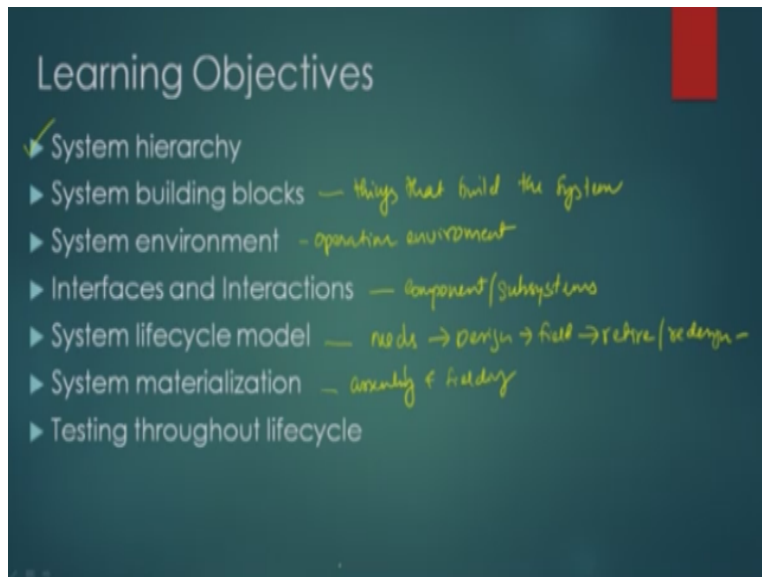 Learning Objectives
System hierarchy
System building blocks — things that build the system
System environment - operation enviroment
Interfaces and Interactions — component/subsystems
System lifecycle model — needs → Design → field → retire/redesign -
System materialization - assembly & fielding
Testing throughout lifecycle